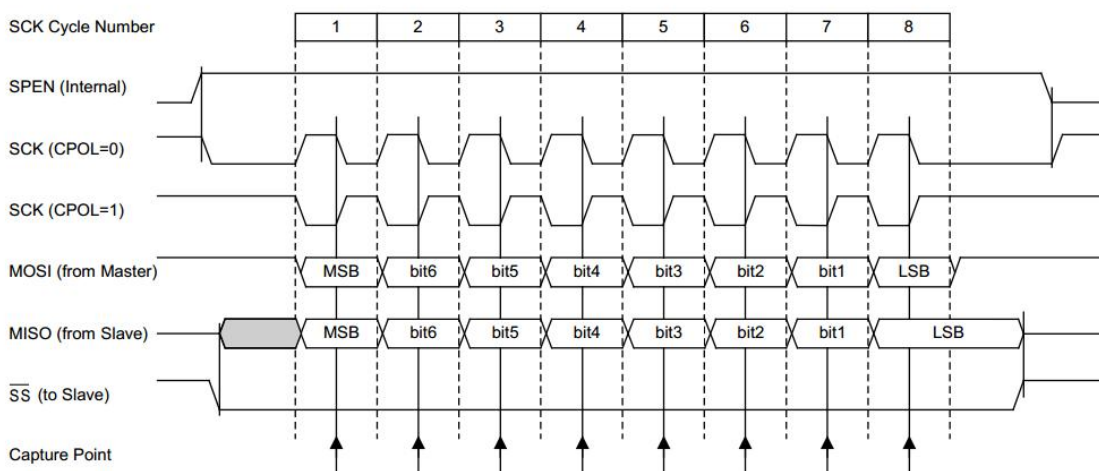 SCK Cycle Number 1 2 3 4 5 6 7 8
SPEN (Internal)
SCK (CPOL=0)
SCK (CPOL=1)
MOSI (from Master) MSB bit6 bit5 bit4 bit3 bit2 bit1 LSB
MISO (from Slave) MSB bit6 bit5 bit4 bit3 bit2 bit1 LSB
S̅S̅ (to Slave)
Capture Point